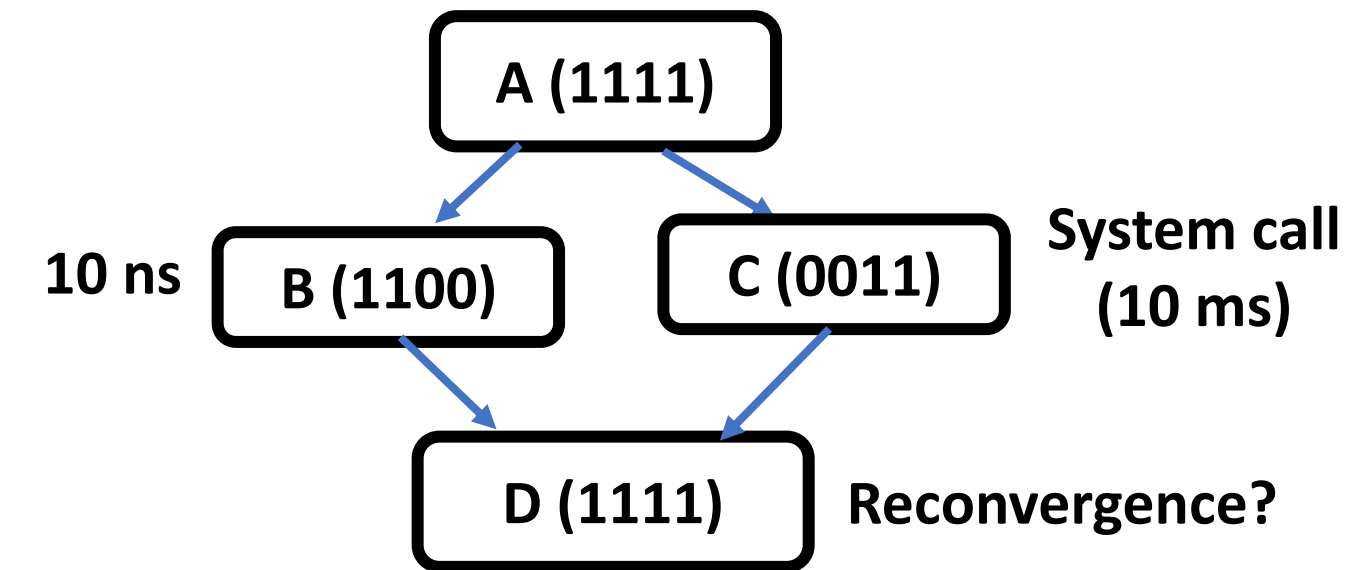 A (1111)
10 ns
B (1100)
C (0011)
System call
(10 ms)
D (1111)
Reconvergence?